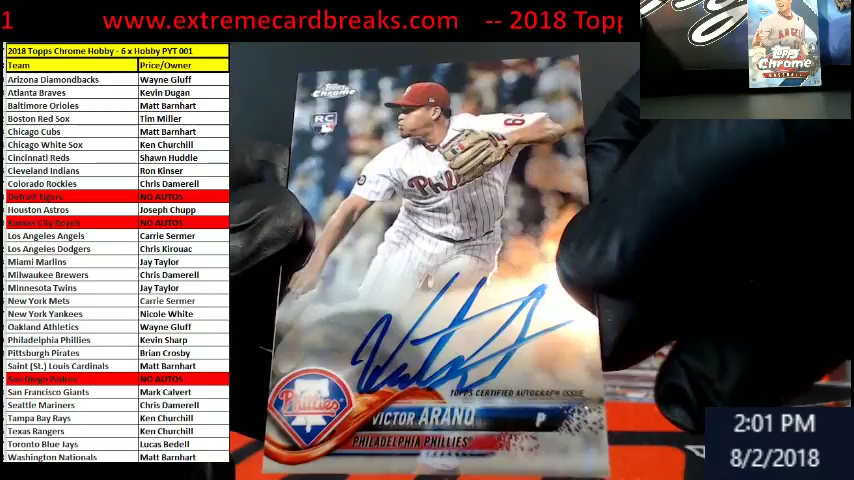 1 www.extremecardbreaks.com -- 2018 Topp
2018 Topps Chrome Hobby - 6 x Hobby PYT 001
Team Price/Owner
Arizona Diamondbacks Wayne Gluff
Atlanta Braves Kevin Dugan
Baltimore Orioles Matt Barnhart
Boston Red Sox Tim Miller
Chicago Cubs Matt Barnhart
Chicago White Sox Ken Churchill
Cincinnati Reds Shawn Huddle
Cleveland Indians Ron Kinser
Colorado Rockies Chris Damerell
Detroit Tigers NO AUTOS
Houston Astros Joseph Chupp
Kansas City Royals NO AUTOS
Los Angeles Angels Carrie Sermer
Los Angeles Dodgers Chris Kirouac
Miami Marlins Jay Taylor
Milwaukee Brewers Chris Damerell
Minnesota Twins Jay Taylor
New York Mets Carrie Sermer
New York Yankees Nicole White
Oakland Athletics Wayne Gluff
Philadelphia Phillies Kevin Sharp
Pittsburgh Pirates Brian Crosby
Saint (St.) Louis Cardinals Matt Barnhart
San Diego Padres NO AUTOS
San Francisco Giants Mark Calvert
Seattle Mariners Chris Damerell
Tampa Bay Rays Ken Churchill
Texas Rangers Ken Churchill
Toronto Blue Jays Lucas Bedell
Washington Nationals Matt Barnhart
Topps
Chrome
RC
Phillies
TOPPS CERTIFIED AUTOGRAPH ISSUE
VICTOR ARANO P
PHILADELPHIA PHILLIES
ANGELS
Topps
Chrome
BASEBALL
2:01 PM
8/2/2018